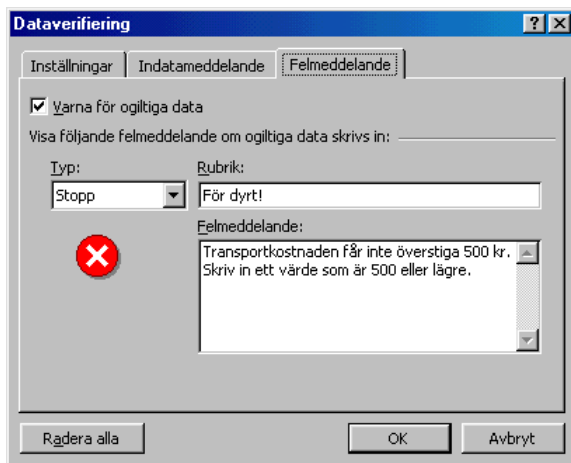 Dataverifiering
Inställningar Indatameddelande Felmeddelande
Varna för ogiltiga data
Visa följande felmeddelande om ogiltiga data skrivs in:
Typ: Rubrik:
Stopp För dyrt!
Felmeddelande:
Transportkostnaden får inte överstiga 500 kr.
Skriv in ett värde som är 500 eller lägre.
Radera alla OK Avbryt